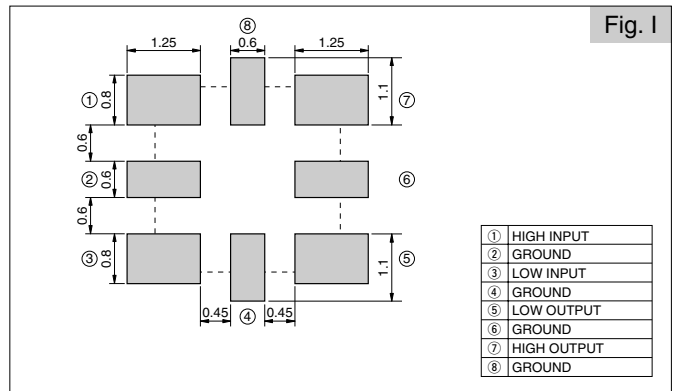 Fig. I
⑧
1.25
0.6
1.25
①
0.8
1.1
⑦
0.6
②
0.6
⑥
0.6
③
0.8
1.1
⑤
0.45
④
0.45
① HIGH INPUT
② GROUND
③ LOW INPUT
④ GROUND
⑤ LOW OUTPUT
⑥ GROUND
⑦ HIGH OUTPUT
⑧ GROUND